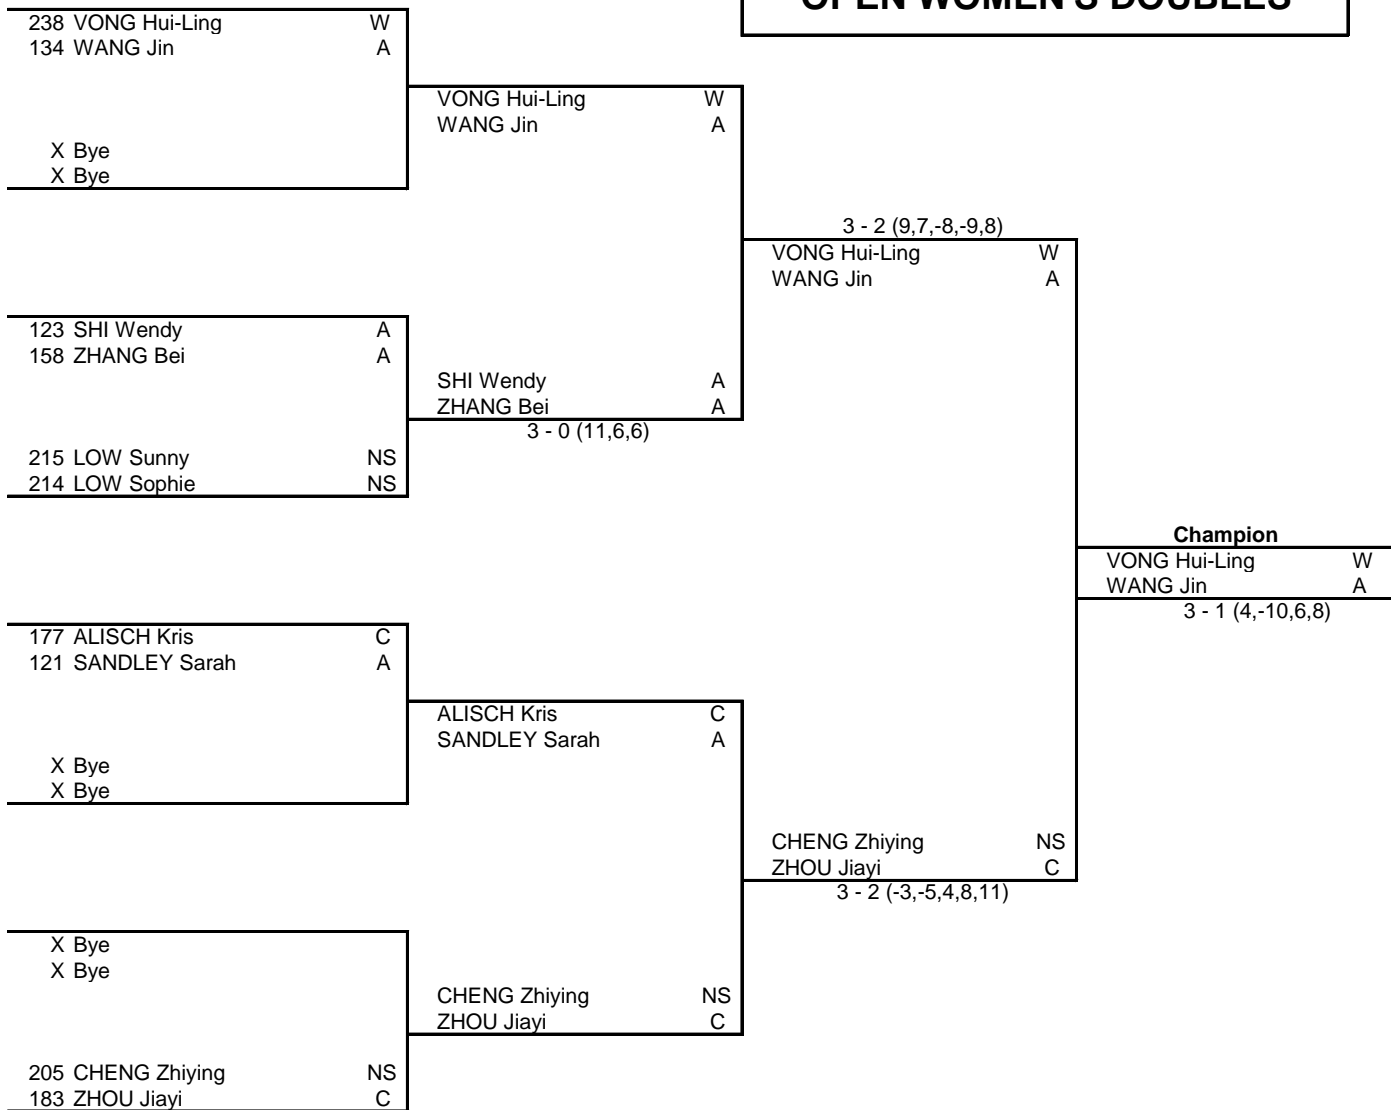 OPEN WOMEN'S DOUBLES
238 VONG Hui-Ling W
134 WANG Jin A
VONG Hui-Ling W
WANG Jin A
X Bye
X Bye
3 - 2 (9,7,-8,-9,8)
VONG Hui-Ling W
WANG Jin A
123 SHI Wendy A
158 ZHANG Bei A
SHI Wendy A
ZHANG Bei A
3 - 0 (11,6,6)
215 LOW Sunny NS
214 LOW Sophie NS
Champion
VONG Hui-Ling W
WANG Jin A
3 - 1 (4,-10,6,8)
177 ALISCH Kris C
121 SANDLEY Sarah A
ALISCH Kris C
SANDLEY Sarah A
X Bye
X Bye
CHENG Zhiying NS
ZHOU Jiayi C
3 - 2 (-3,-5,4,8,11)
X Bye
X Bye
CHENG Zhiying NS
ZHOU Jiayi C
205 CHENG Zhiying NS
183 ZHOU Jiayi C